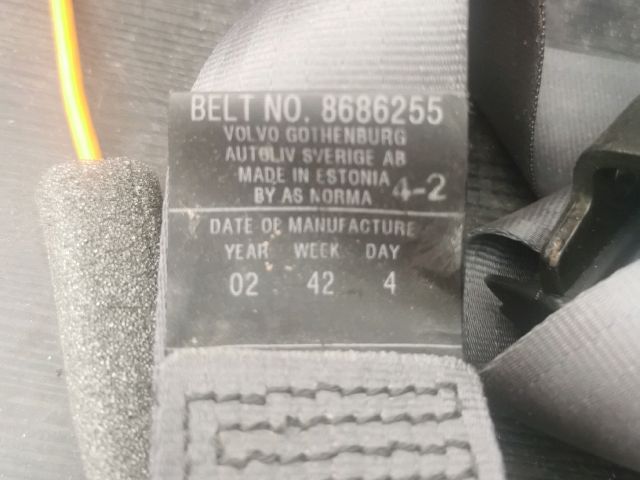 BELT NO. 8686255
VOLVO GOTHENBURG
AUTOLIV SVERIGE AB
MADE IN ESTONIA
BY AS NORMA 4-2
DATE OF MANUFACTURE
YEAR WEEK DAY
02 42 4